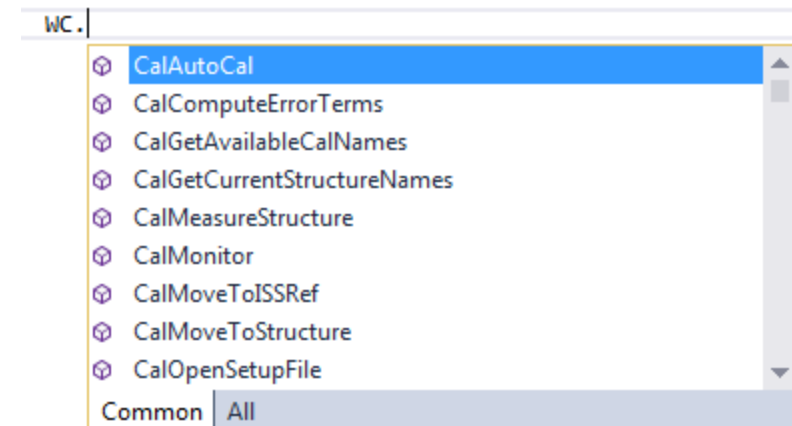 WC.
CalAutoCal
CalComputeErrorTerms
CalGetAvailableCalNames
CalGetCurrentStructureNames
CalMeasureStructure
CalMonitor
CalMoveToISSRef
CalMoveToStructure
CalOpenSetupFile
Common All